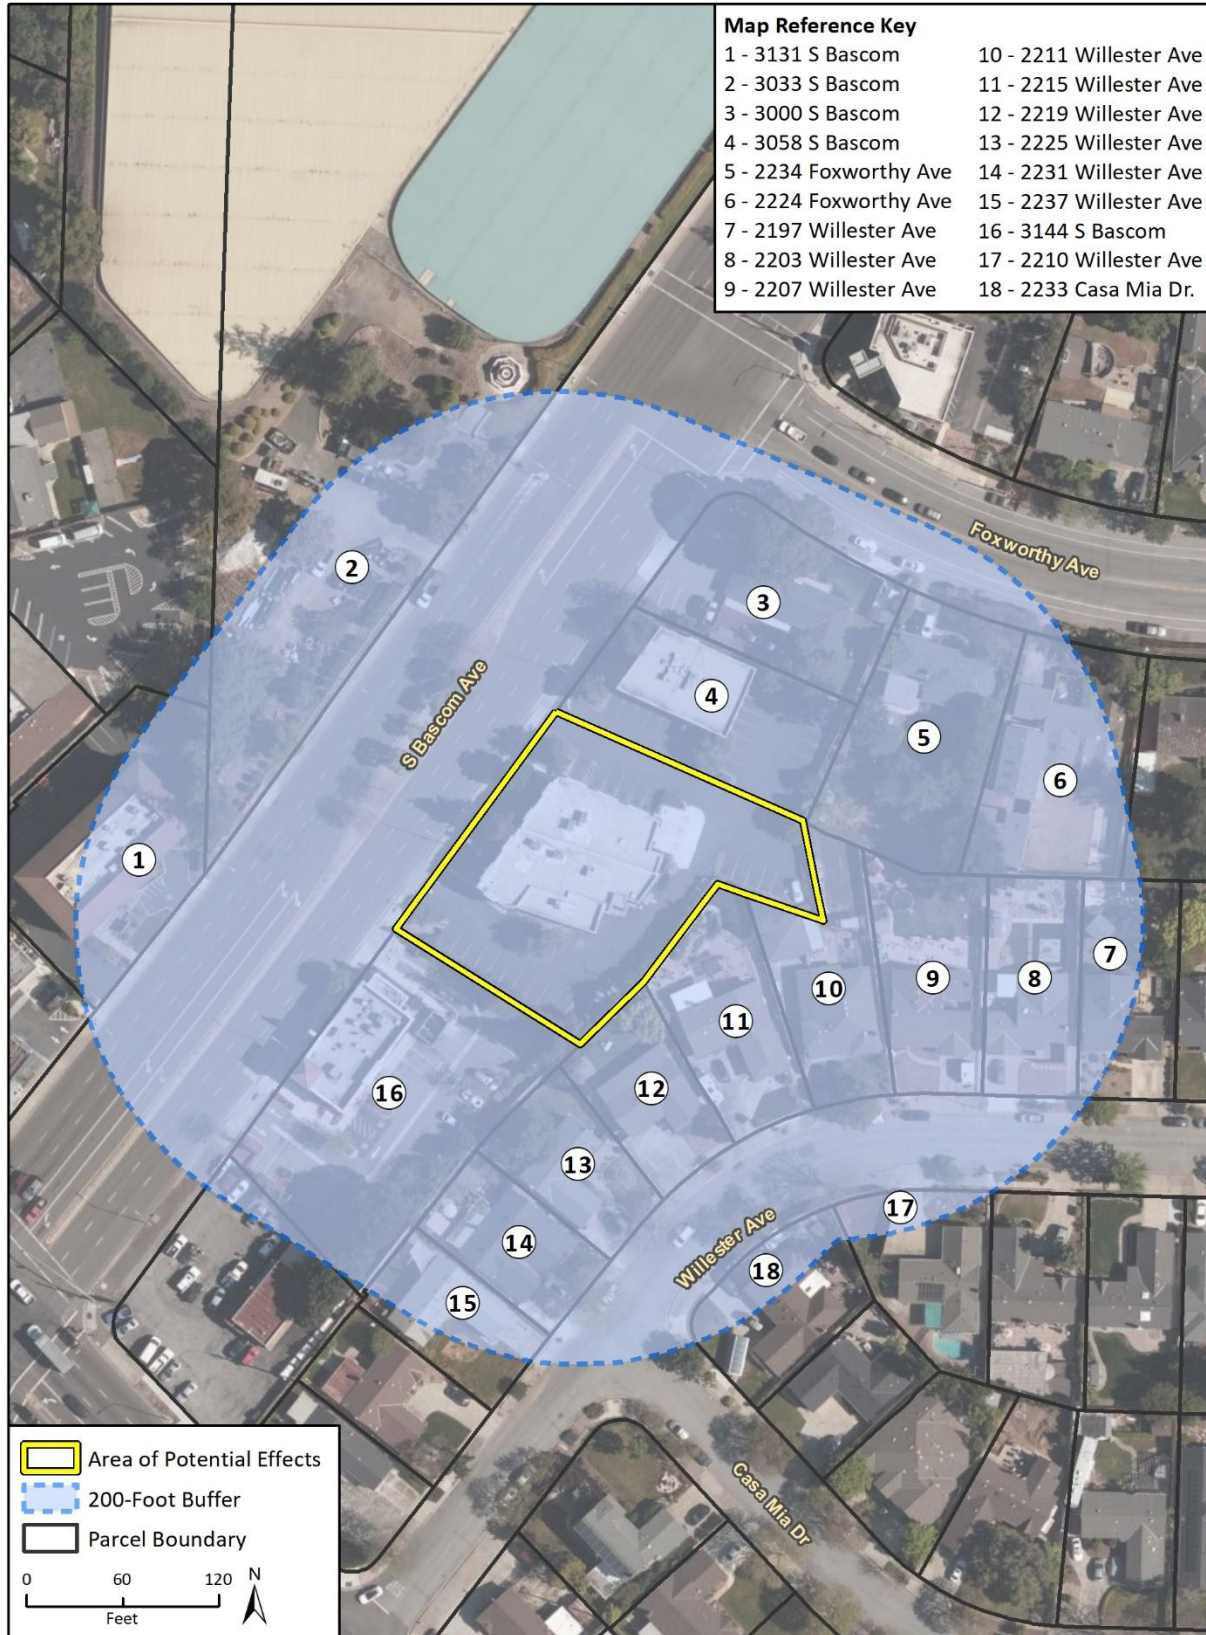 Map Reference Key
1 - 3131 S Bascom
2 - 3033 S Bascom
3 - 3000 S Bascom
4 - 3058 S Bascom
5 - 2234 Foxworthy Ave
6 - 2224 Foxworthy Ave
7 - 2197 Willester Ave
8 - 2203 Willester Ave
9 - 2207 Willester Ave
10 - 2211 Willester Ave
11 - 2215 Willester Ave
12 - 2219 Willester Ave
13 - 2225 Willester Ave
14 - 2231 Willester Ave
15 - 2237 Willester Ave
16 - 3144 S Bascom
17 - 2210 Willester Ave
18 - 2233 Casa Mia Dr.
Foxworthy Ave
2
3
S Bascom Ave
4
5
6
1
7
9
8
10
11
16
12
13
17
14
Willester Ave
18
15
Casa Mia Dr
Area of Potential Effects
200-Foot Buffer
Parcel Boundary
0 60 120
Feet
N